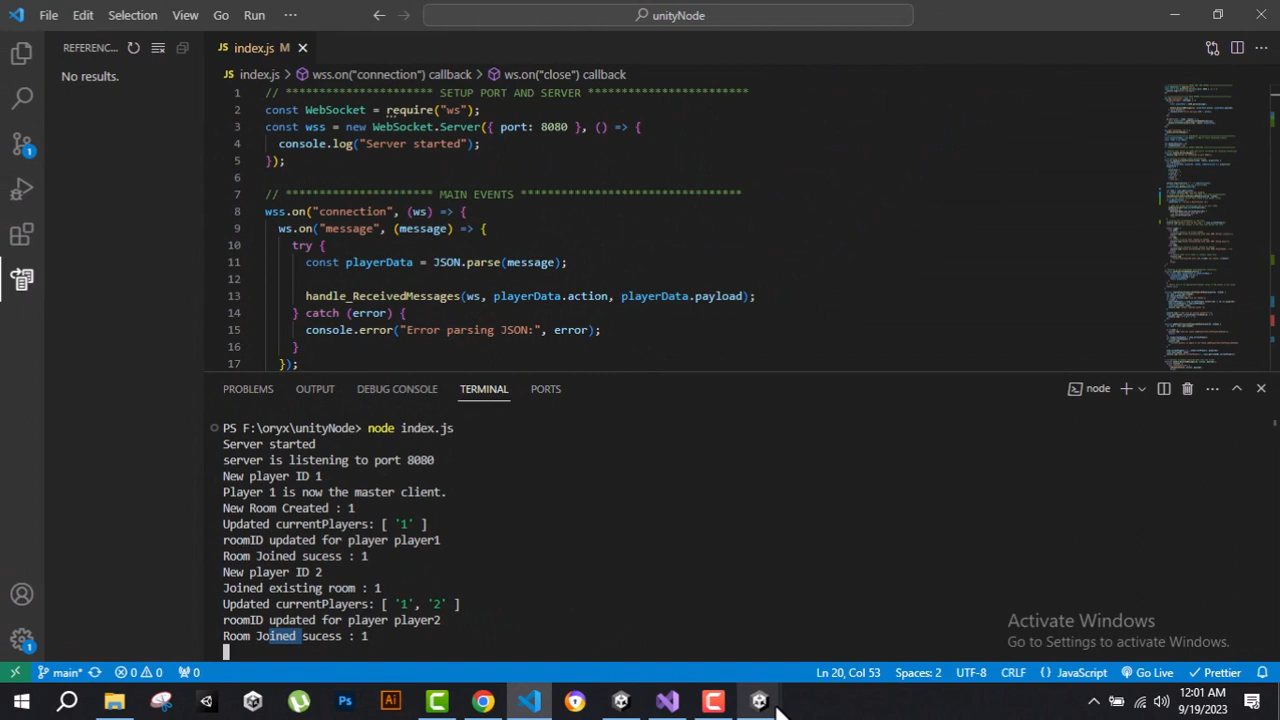 File Edit Selection View Go Run ··· unityNode
REFERENC... JS index.js M
No results.
JS index.js > wss.on("connection") callback > ws.on("close") callback
1 // ********************** SETUP PORT AND SERVER ************************
2 const WebSocket = require("ws");
3 const wss = new WebSocket.Server({ port: 8080 }, () => {
4 console.log("Server started");
5 });
6
7 // ********************** MAIN EVENTS *********************************
8 wss.on("connection", (ws) => {
9 ws.on("message", (message) => {
10 try {
11 const playerData = JSON.parse(message);
12
13 handle_ReceivedMessages(ws, playerData.action, playerData.payload);
14 } catch (error) {
15 console.error("Error parsing JSON:", error);
16 }
17 });
PROBLEMS OUTPUT DEBUG CONSOLE TERMINAL PORTS node
PS F:\oryx\unityNode> node index.js
Server started
server is listening to port 8080
New player ID 1
Player 1 is now the master client.
New Room Created : 1
Updated currentPlayers: [ '1' ]
roomID updated for player player1
Room Joined sucess : 1
New player ID 2
Joined existing room : 1
Updated currentPlayers: [ '1', '2' ]
roomID updated for player player2
Room Joined sucess : 1
Activate Windows
Go to Settings to activate Windows.
main* 0 0 0 Ln 20, Col 53 Spaces: 2 UTF-8 CRLF {} JavaScript Go Live Prettier
12:01 AM
9/19/2023